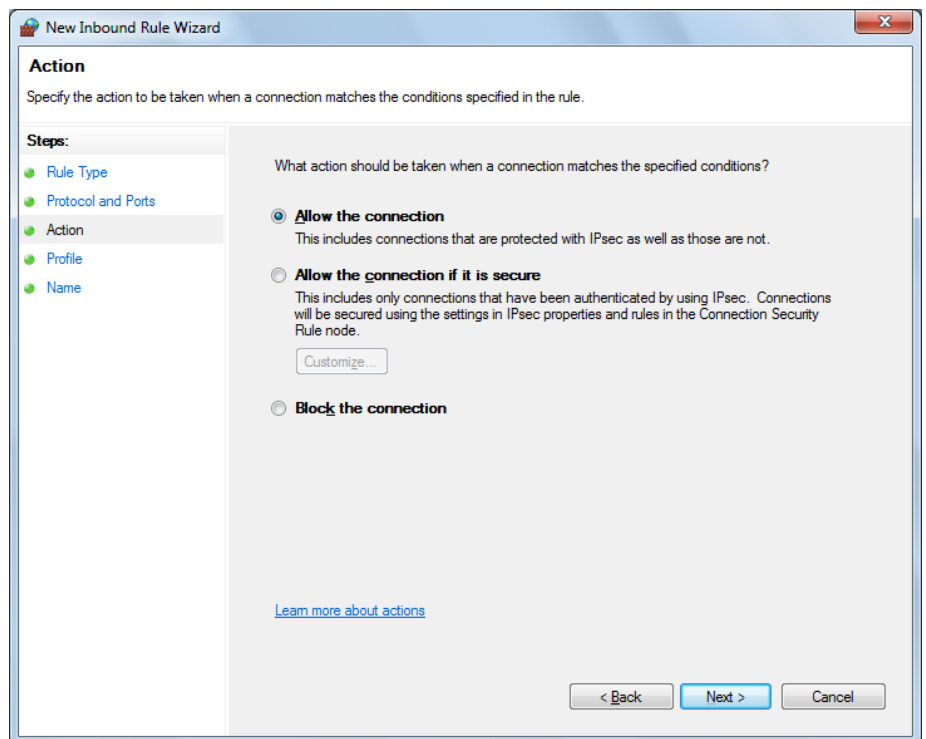 New Inbound Rule Wizard
Action
Specify the action to be taken when a connection matches the conditions specified in the rule.
Steps:
Rule Type
Protocol and Ports
Action
Profile
Name
What action should be taken when a connection matches the specified conditions?
Allow the connection
This includes connections that are protected with IPsec as well as those are not.
Allow the connection if it is secure
This includes only connections that have been authenticated by using IPsec. Connections
will be secured using the settings in IPsec properties and rules in the Connection Security
Rule node.
Customize...
Block the connection
Learn more about actions
< Back
Next >
Cancel